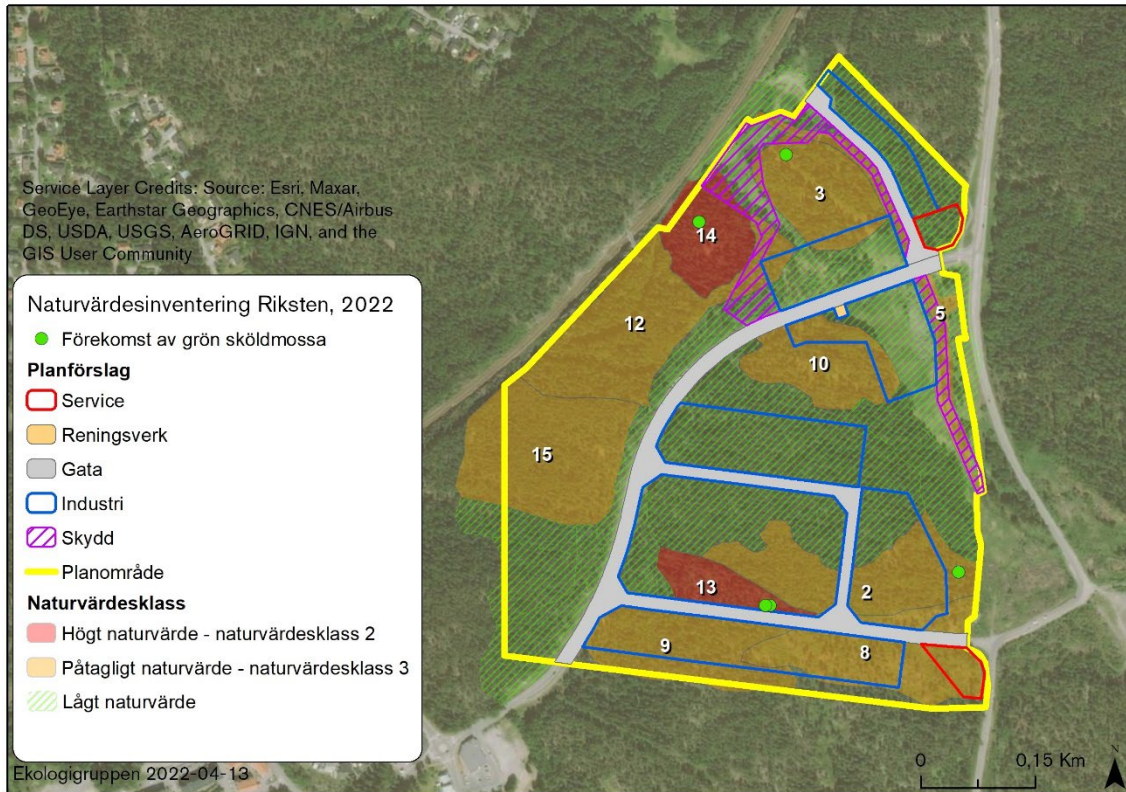 Service Layer Credits: Source: Esri, Maxar,
GeoEye, Earthstar Geographics, CNES/Airbus
DS, USDA, USGS, AeroGRID, IGN, and the
GIS User Community
Naturvärdesinventering Riksten, 2022
Förekomst av grön sköldmossa
Planförslag
Service
Reningsverk
Gata
Industri
Skydd
Planområde
Naturvärdesklass
Högt naturvärde - naturvärdesklass 2
Påtagligt naturvärde - naturvärdesklass 3
Lågt naturvärde
Ekologigruppen 2022-04-13
3
14
12
5
10
15
13
2
9
8
0
0,15 Km
N